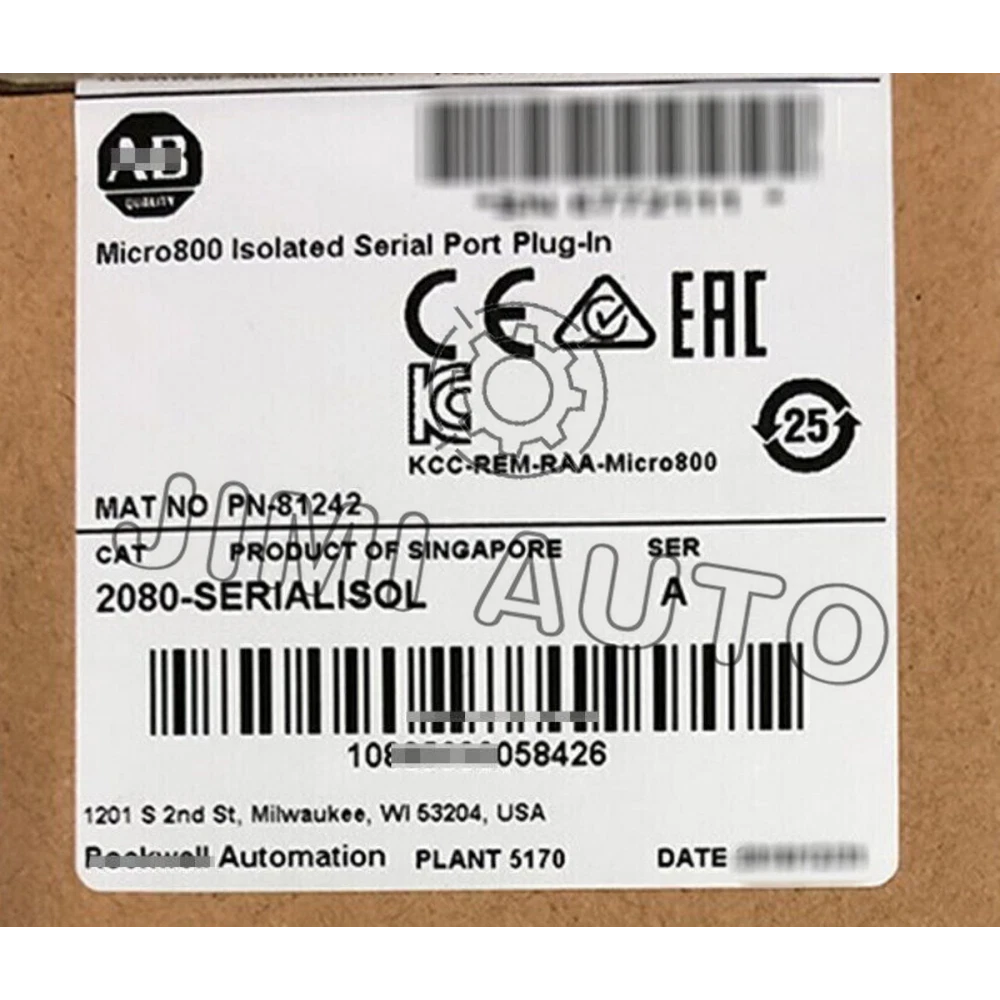 AB
QUALITY
Micro800 Isolated Serial Port Plug-In
CE EAC
KC
25
KCC-REM-RAA-Micro800
MAT NO PN-81242
CAT PRODUCT OF SINGAPORE SER
2080-SERIALISOL A
JIMI AUTO
058426
1201 S 2nd St, Milwaukee, WI 53204, USA
Automation PLANT 5170 DATE